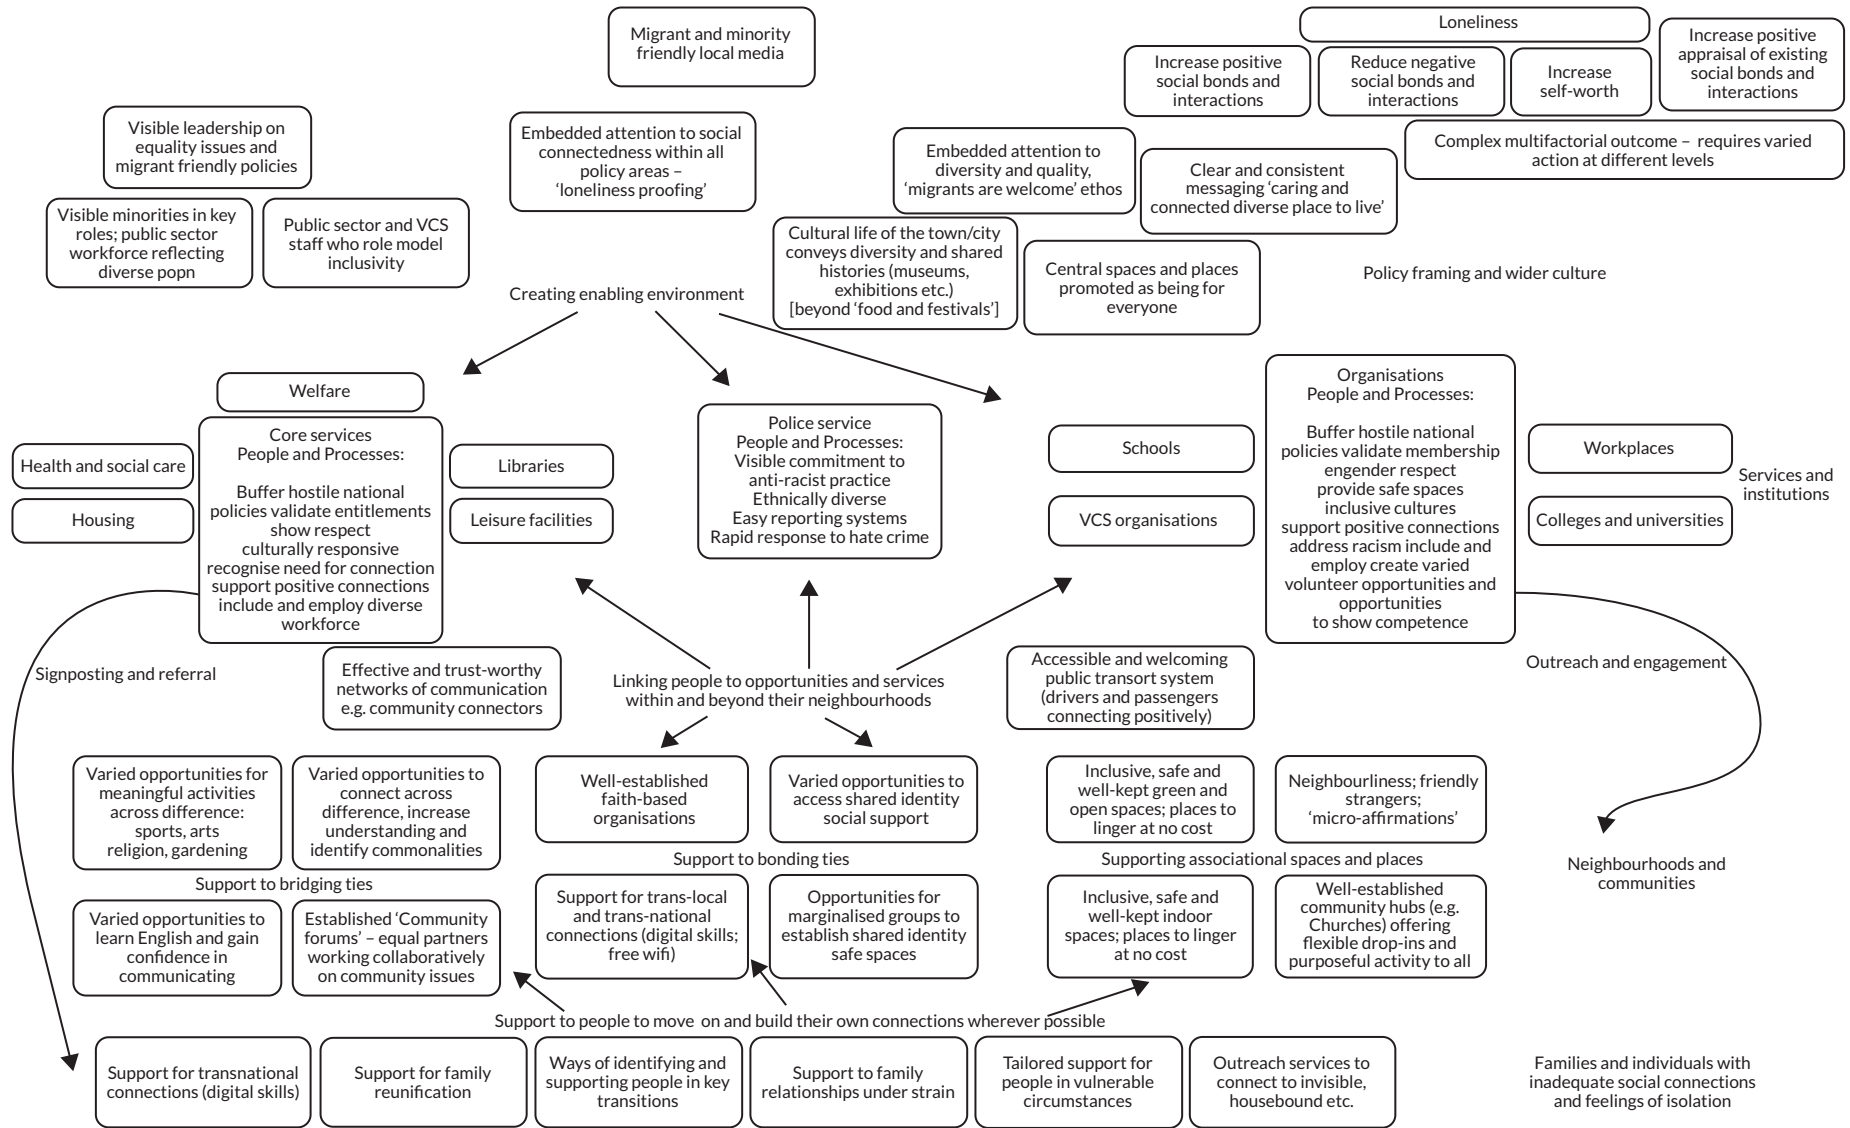 Migrant and minority
friendly local media
Loneliness
Increase positive
social bonds and
interactions
Reduce negative
social bonds and
interactions
Increase
self-worth
Increase positive
appraisal of existing
social bonds and
interactions
Complex multifactorial outcome – requires varied
action at different levels
Visible leadership on
equality issues and
migrant friendly policies
Embedded attention to social
connectedness within all
policy areas –
‘loneliness proofing’
Embedded attention to
diversity and quality,
‘migrants are welcome’ ethos
Clear and consistent
messaging ‘caring and
connected diverse place to live’
Visible minorities in key
roles; public sector
workforce reflecting
diverse popn
Public sector and VCS
staff who role model
inclusivity
Cultural life of the town/city
conveys diversity and shared
histories (museums,
exhibitions etc.)
[beyond ‘food and festivals’]
Central spaces and places
promoted as being for
everyone
Policy framing and wider culture
Creating enabling environment
Welfare
Health and social care
Housing
Core services
People and Processes:
Buffer hostile national
policies validate entitlements
show respect
culturally responsive
recognise need for connection
support positive connections
include and employ diverse
workforce
Libraries
Leisure facilities
Police service
People and Processes:
Visible commitment to
anti-racist practice
Ethnically diverse
Easy reporting systems
Rapid response to hate crime
Schools
VCS organisations
Organisations
People and Processes:
Buffer hostile national
policies validate membership
engender respect
provide safe spaces
inclusive cultures
support positive connections
address racism include and
employ create varied
volunteer opportunities and
opportunities
to show competence
Workplaces
Colleges and universities
Services and
institutions
Signposting and referral
Effective and trust-worthy
networks of communication
e.g. community connectors
Linking people to opportunities and services
within and beyond their neighbourhoods
Accessible and welcoming
public transort system
(drivers and passengers
connecting positively)
Outreach and engagement
Varied opportunities for
meaningful activities
across difference:
sports, arts
religion, gardening
Varied opportunities to
connect across
difference, increase
understanding and
identify commonalities
Well-established
faith-based
organisations
Varied opportunities to
access shared identity
social support
Inclusive, safe and
well-kept green and
open spaces; places to
linger at no cost
Neighbourliness; friendly
strangers;
‘micro-affirmations’
Support to bridging ties
Support to bonding ties
Supporting associational spaces and places
Neighbourhoods and
communities
Varied opportunities to
learn English and gain
confidence in
communicating
Established ‘Community
forums’ – equal partners
working collaboratively
on community issues
Support for trans-local
and trans-national
connections (digital skills;
free wifi)
Opportunities for
marginalised groups to
establish shared identity
safe spaces
Inclusive, safe and
well-kept indoor
spaces; places to linger
at no cost
Well-established
community hubs (e.g.
Churches) offering
flexible drop-ins and
purposeful activity to all
Support to people to move on and build their own connections wherever possible
Support for transnational
connections (digital skills)
Support for family
reunification
Ways of identifying and
supporting people in key
transitions
Support to family
relationships under strain
Tailored support for
people in vulnerable
circumstances
Outreach services to
connect to invisible,
housebound etc.
Families and individuals with
inadequate social connections
and feelings of isolation